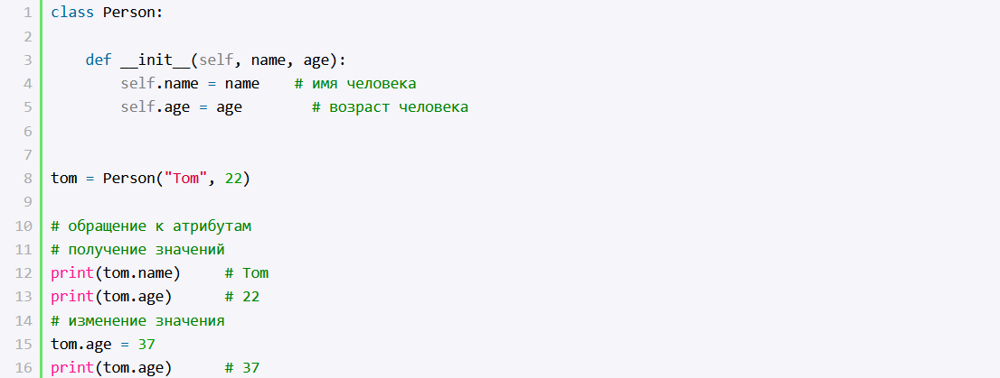 1 class Person:
2
3     def __init__(self, name, age):
4         self.name = name    # имя человека
5         self.age = age        # возраст человека
6
7
8 tom = Person("Tom", 22)
9
10 # обращение к атрибутам
11 # получение значений
12 print(tom.name)     # Tom
13 print(tom.age)      # 22
14 # изменение значения
15 tom.age = 37
16 print(tom.age)      # 37